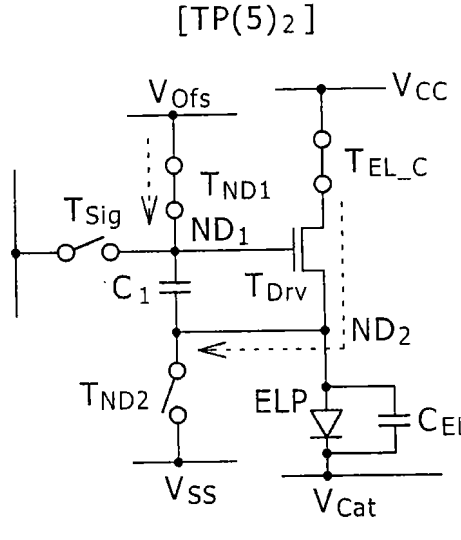 [TP(5)₂]
V_Ofs
V_CC
T_EL_C
T_ND1
T_Sig
ND₁
C₁
T_Drv
ND₂
T_ND2
ELP
C_EL
V_SS
V_Cat